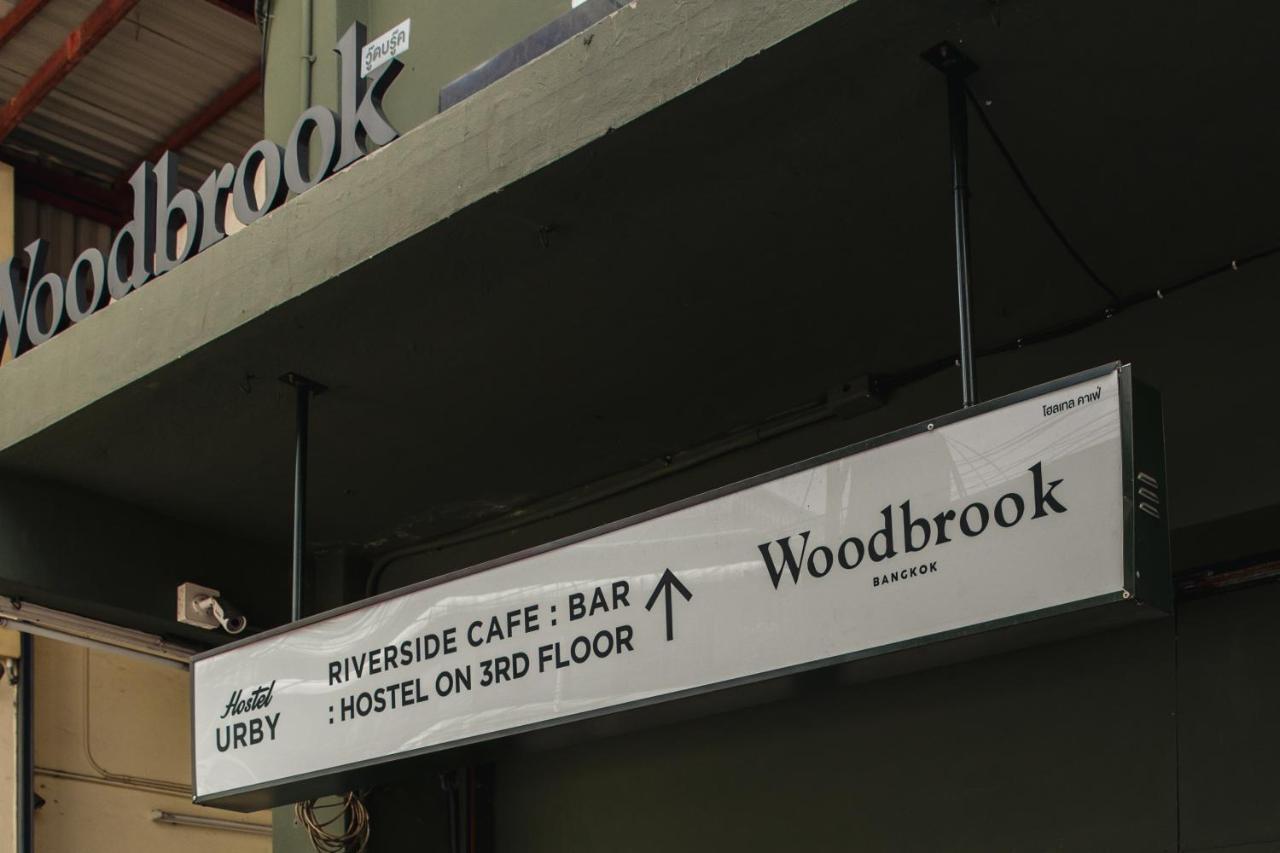 วู๊ดบรู๊ค
Woodbrook
โฮสเทล คาเฟ่
Woodbrook
BANGKOK
RIVERSIDE CAFE : BAR
: HOSTEL ON 3RD FLOOR
Hostel
URBY